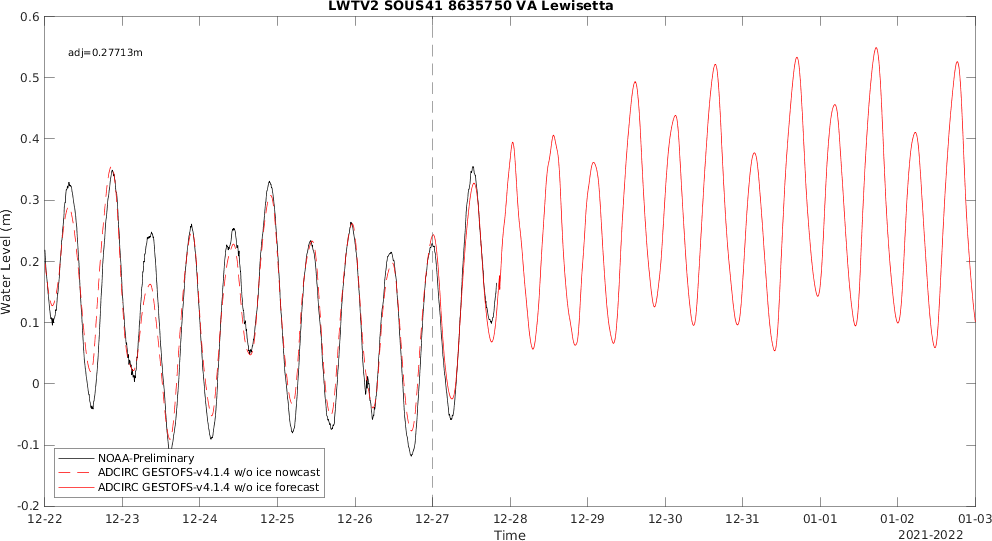 LWTV2 SOUS41 8635750 VA Lewisetta
adj=0.27713m
0.6
0.5
0.4
0.3
0.2
0.1
0
-0.1
-0.2
Water Level (m)
NOAA-Preliminary
ADCIRC GESTOFS-v4.1.4 w/o ice nowcast
ADCIRC GESTOFS-v4.1.4 w/o ice forecast
12-22 12-23 12-24 12-25 12-26 12-27 12-28 12-29 12-30 12-31 01-01 01-02 01-03
Time
2021-2022